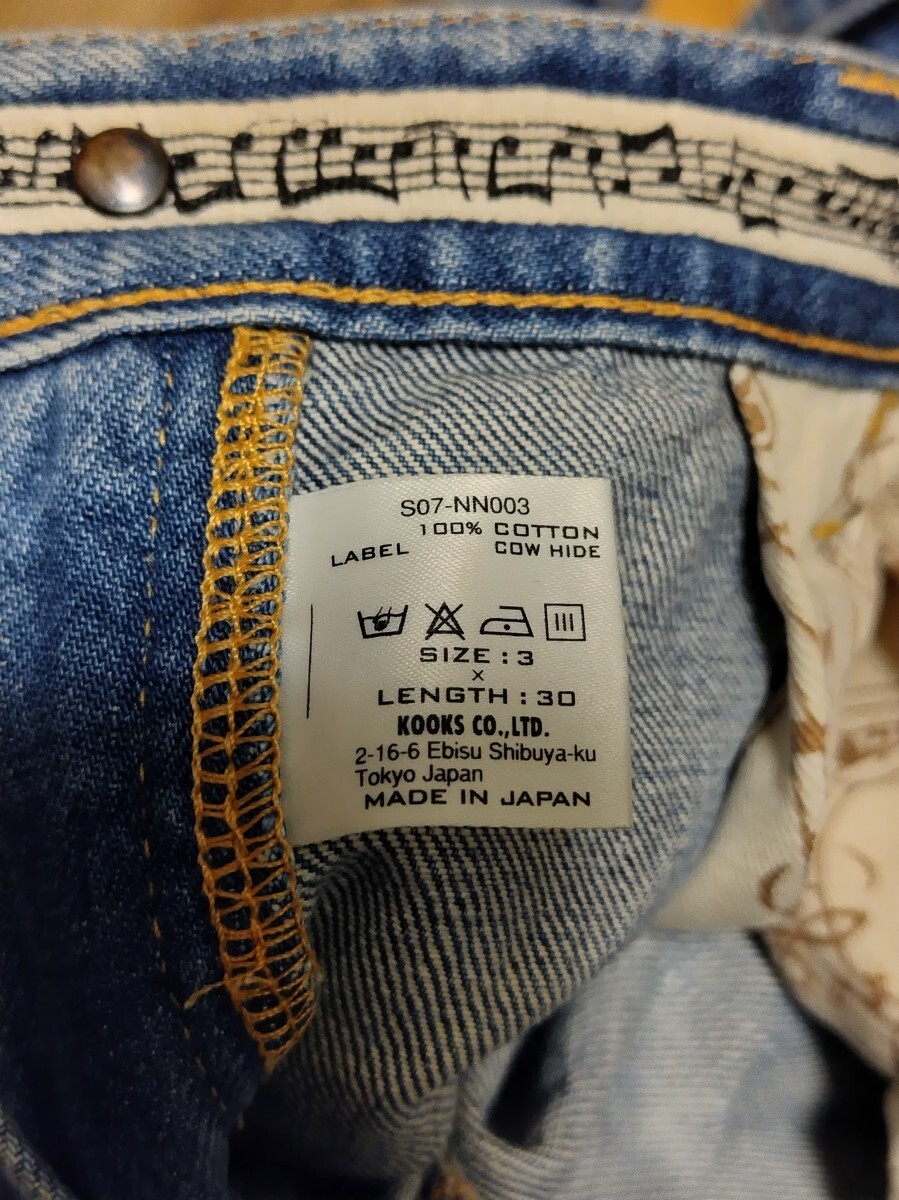 S07-NN003
100% COTTON
LABEL COW HIDE
SIZE : 3
×
LENGTH : 30
KOOKS CO.,LTD.
2-16-6 Ebisu Shibuya-ku
Tokyo Japan
MADE IN JAPAN